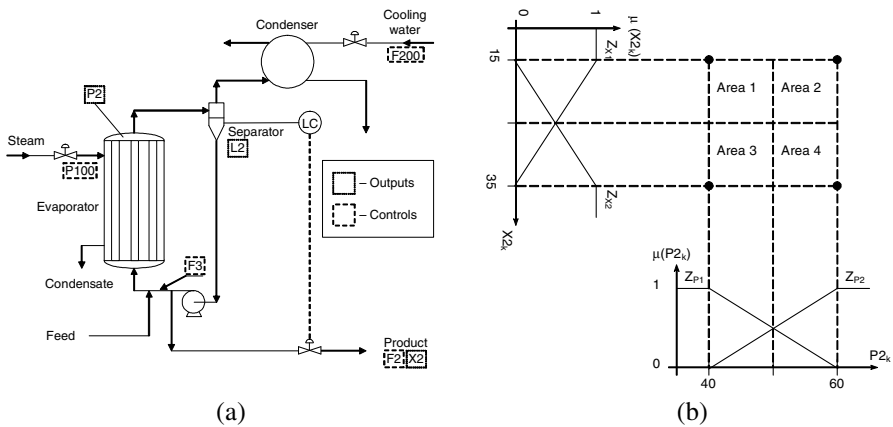 Condenser
Cooling
water
F200
P2
Steam
P100
Separator
L2
LC
Evaporator
– Outputs
– Controls
F3
Condensate
Feed
Product
F2 X2
(a)
0 1 μ (X2k)
ZX1
15
35
ZX2
X2k
Area 1 Area 2
Area 3 Area 4
μ(P2k)
ZP1 ZP2
1
0
P2k
40 60
(b)